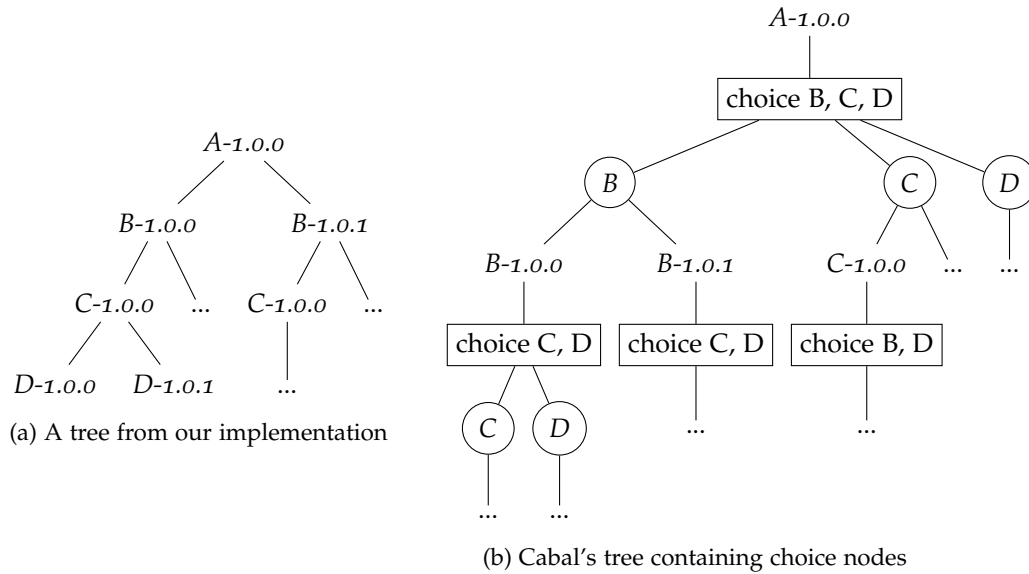 A-1.0.0
B-1.0.0 B-1.0.1
C-1.0.0 ... C-1.0.0 ...
D-1.0.0 D-1.0.1 ...
(a) A tree from our implementation
A-1.0.0
choice B, C, D
B C D
B-1.0.0 B-1.0.1 C-1.0.0 ... ...
choice C, D choice C, D choice B, D
C D ... ...
... ...
(b) Cabal's tree containing choice nodes